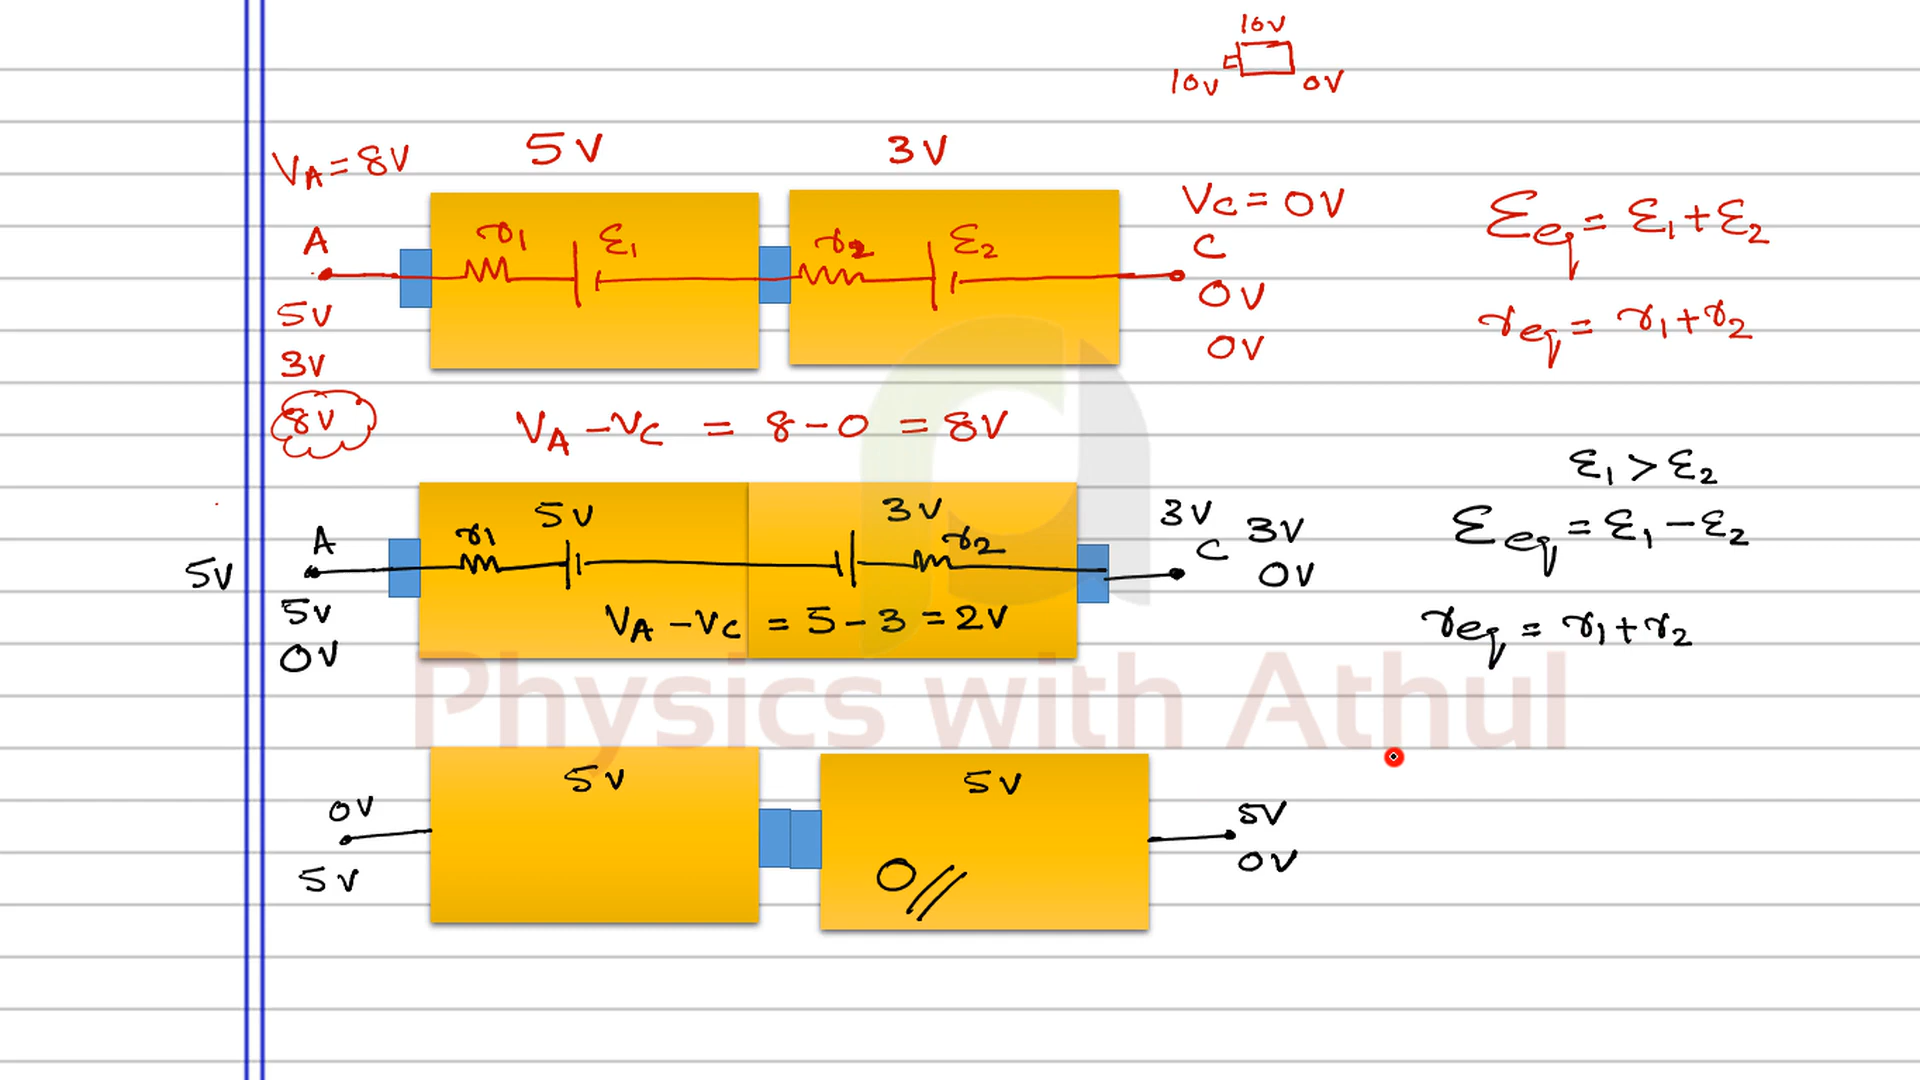 10V
10V 0V
5V 3V
VA = 8V
VC = 0V
A r1 ε1 r2 ε2 C
εeq = ε1 + ε2
5V 0V
req = r1 + r2
3V 0V
8V VA - VC = 8 - 0 = 8V
ε1 > ε2
5V 3V 3V 3V
A r1 r2 C
εeq = ε1 - ε2
5V 0V
5V VA - VC = 5 - 3 = 2V
0V
req = r1 + r2
Physics with Athul
5V 5V
0V 5V
5V 0 0V